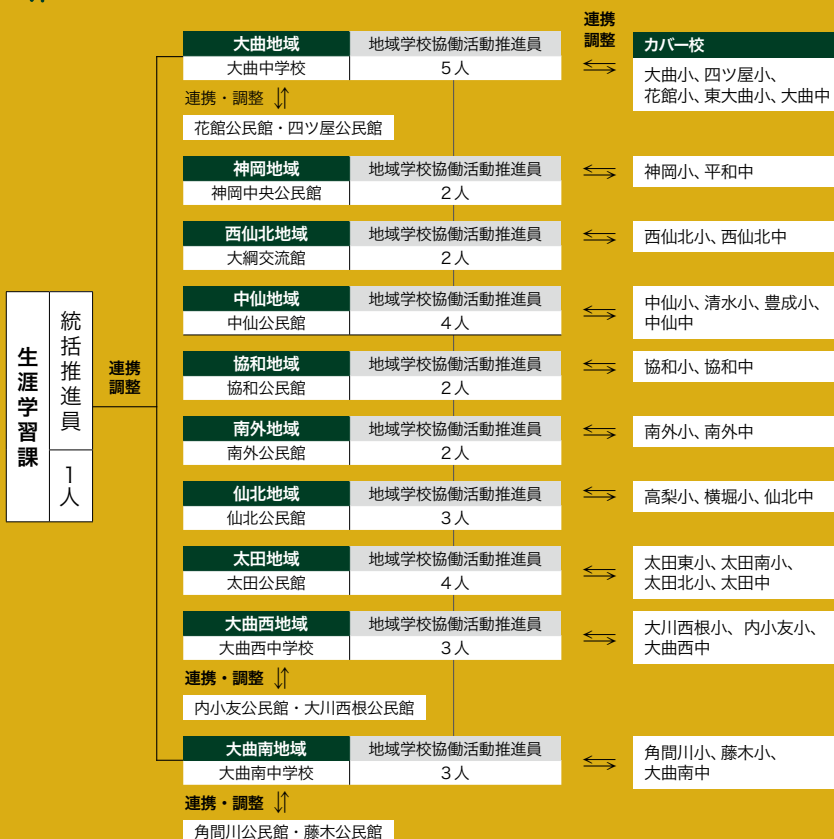 生涯学習課
統括推進員
1人
連携
調整
連携
調整
カバー校
大曲地域 地域学校協働活動推進員
大曲中学校 5人
大曲小、四ツ屋小、
花館小、東大曲小、大曲中
連携・調整
花館公民館・四ツ屋公民館
神岡地域 地域学校協働活動推進員
神岡中央公民館 2人
神岡小、平和中
西仙北地域 地域学校協働活動推進員
大綱交流館 2人
西仙北小、西仙北中
中仙地域 地域学校協働活動推進員
中仙公民館 4人
中仙小、清水小、豊成小、
中仙中
協和地域 地域学校協働活動推進員
協和公民館 2人
協和小、協和中
南外地域 地域学校協働活動推進員
南外公民館 2人
南外小、南外中
仙北地域 地域学校協働活動推進員
仙北公民館 3人
高梨小、横堀小、仙北中
太田地域 地域学校協働活動推進員
太田公民館 4人
太田東小、太田南小、
太田北小、太田中
大曲西地域 地域学校協働活動推進員
大曲西中学校 3人
大川西根小、内小友小、
大曲西中
連携・調整
内小友公民館・大川西根公民館
大曲南地域 地域学校協働活動推進員
大曲南中学校 3人
角間川小、藤木小、
大曲南中
連携・調整
角間川公民館・藤木公民館